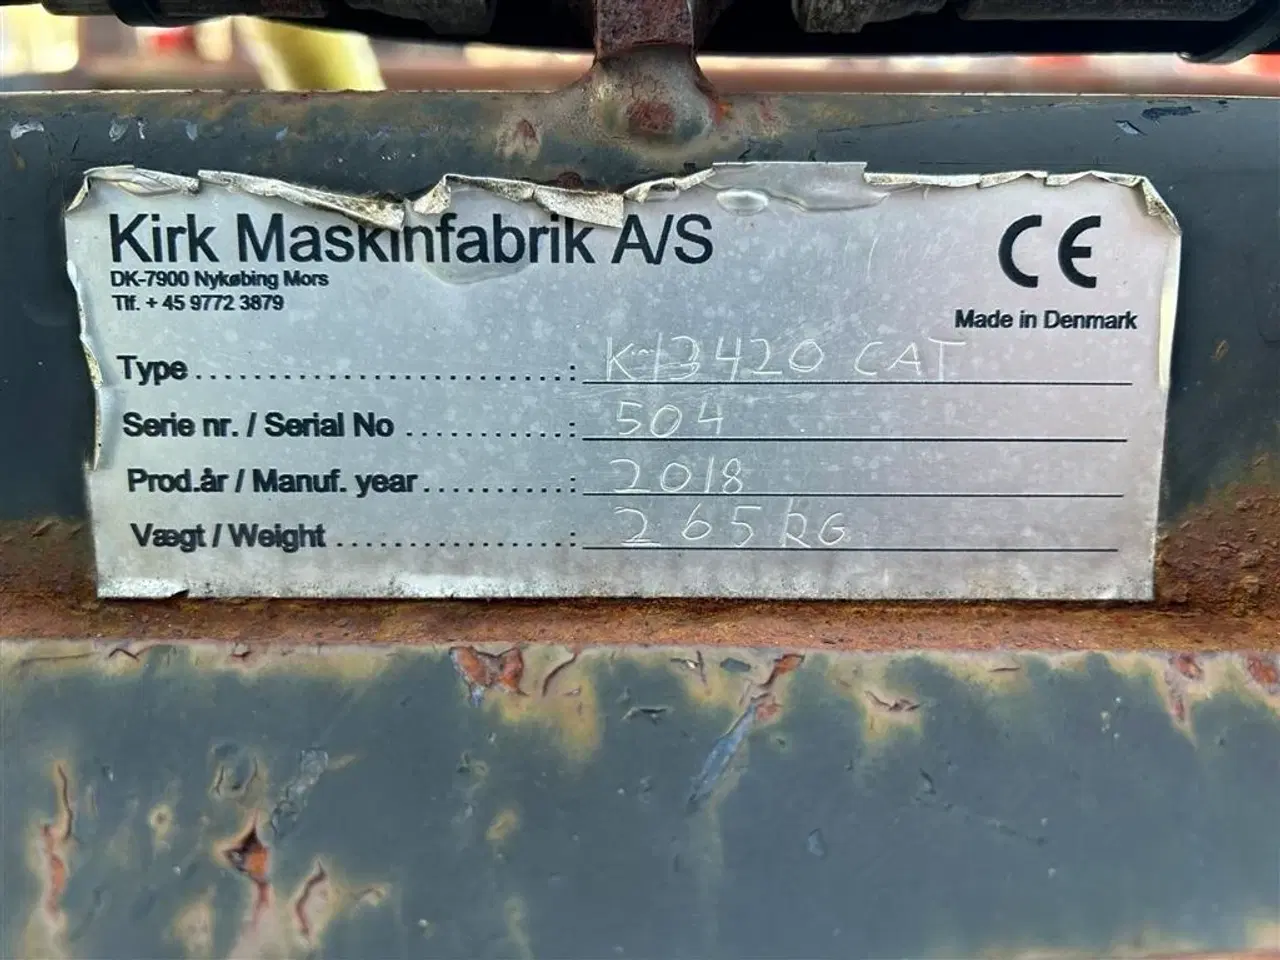 Kirk Maskinfabrik A/S
DK-7900 Nykøbing Mors
Tlf. + 45 9772 3879
CE
Made in Denmark
Type........................: 3420 CAT
Serie nr. / Serial No ...........: 504
Prod.år / Manuf. year ..........: 2018
Vægt / Weight ................: 265 KG